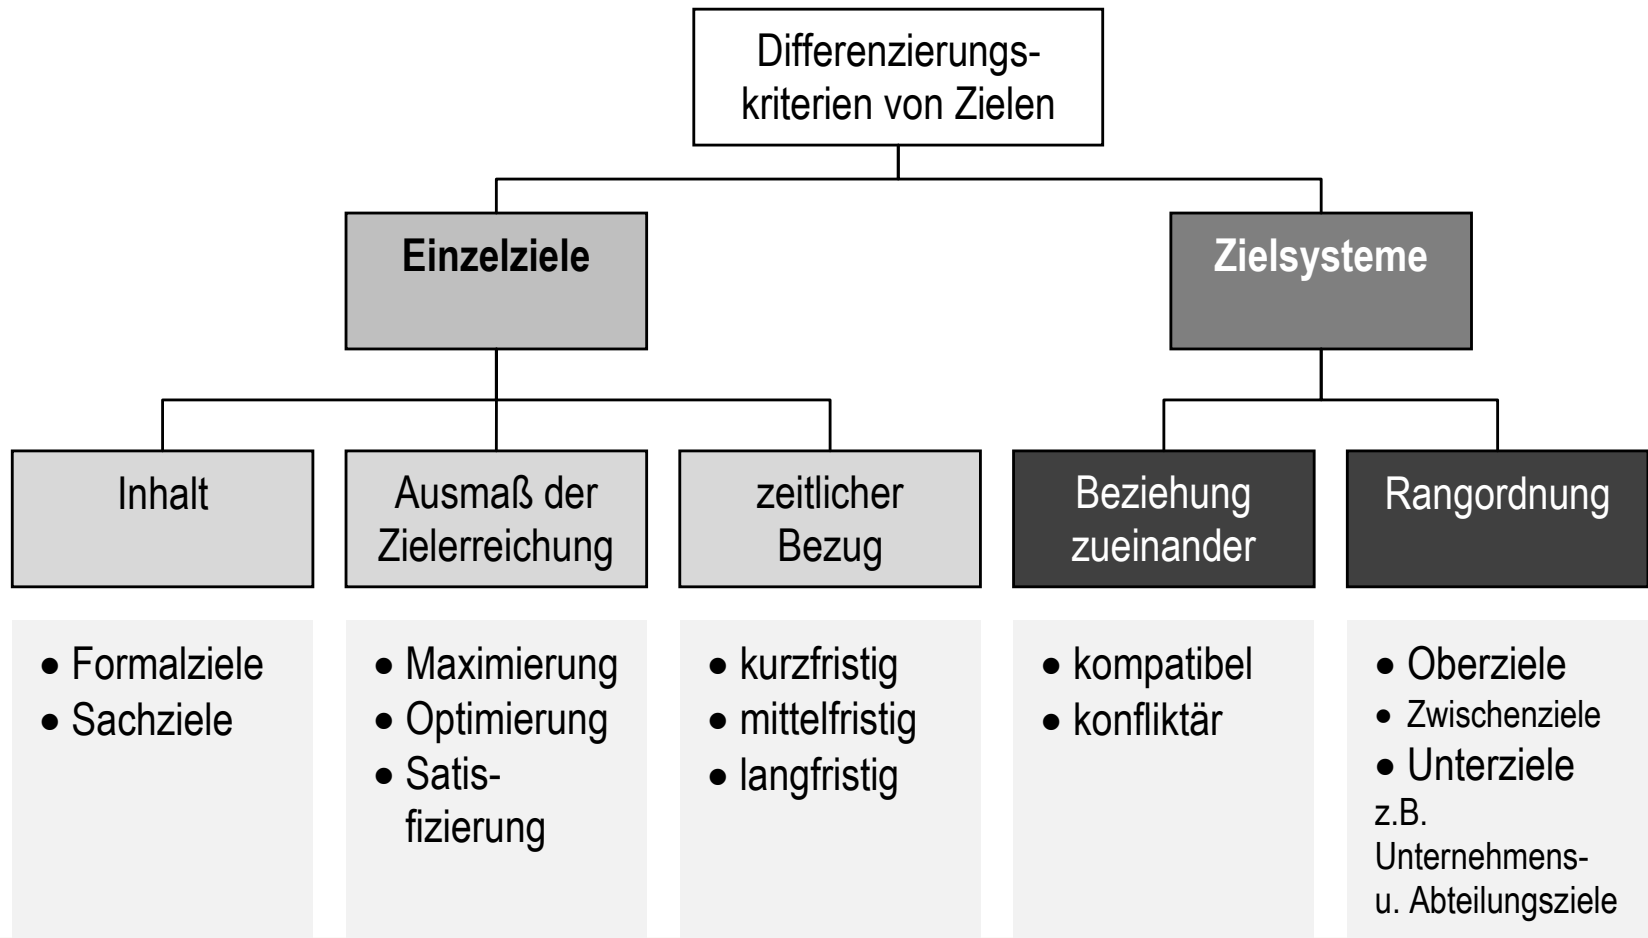 Differenzierungs-
kriterien von Zielen
Einzelziele
Zielsysteme
Inhalt
Ausmaß der
Zielerreichung
zeitlicher
Bezug
Beziehung
zueinander
Rangordnung
• Formalziele
• Sachziele
• Maximierung
• Optimierung
• Satis-
fizierung
• kurzfristig
• mittelfristig
• langfristig
• kompatibel
• konfliktär
• Oberziele
• Zwischenziele
• Unterziele
z.B.
Unternehmens-
u. Abteilungsziele